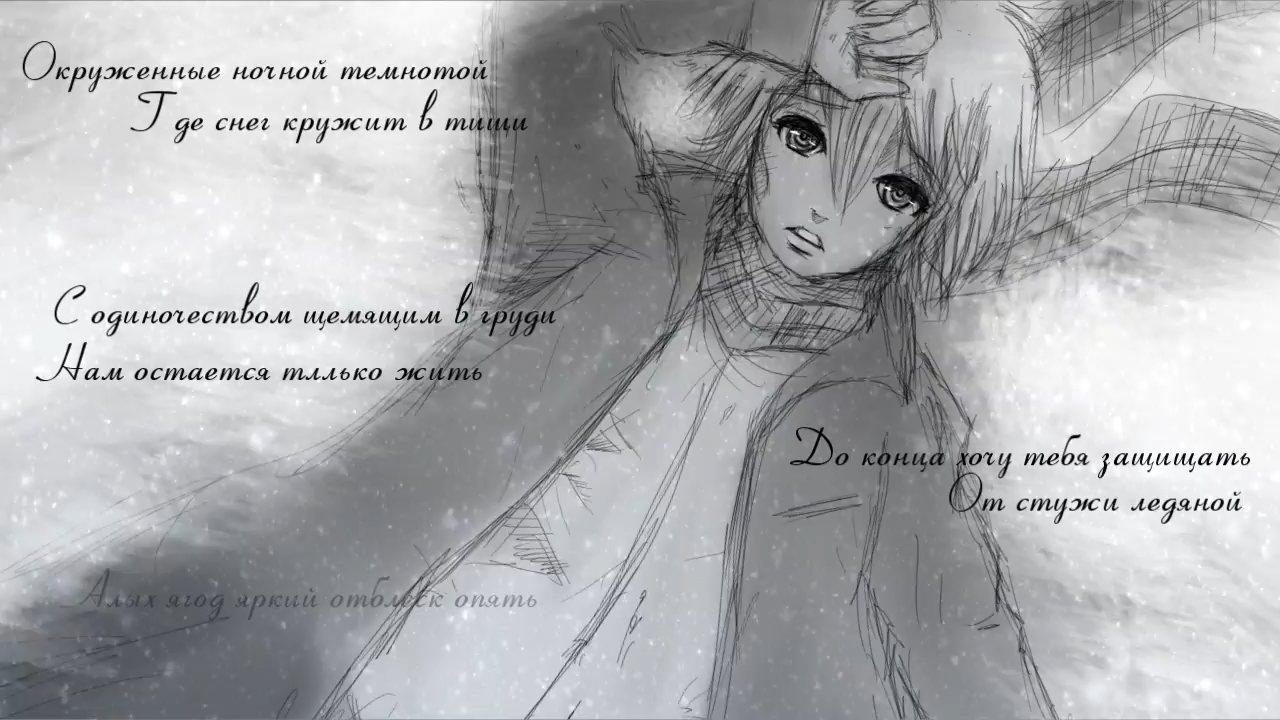 Окруженные ночной темнотой
Где снег кружит в тиши
С одиночеством щемящим в груди
Нам остается тллько жить
До конца хочу тебя защищать
От стужи ледяной
Алых ягод яркий отблеск опять